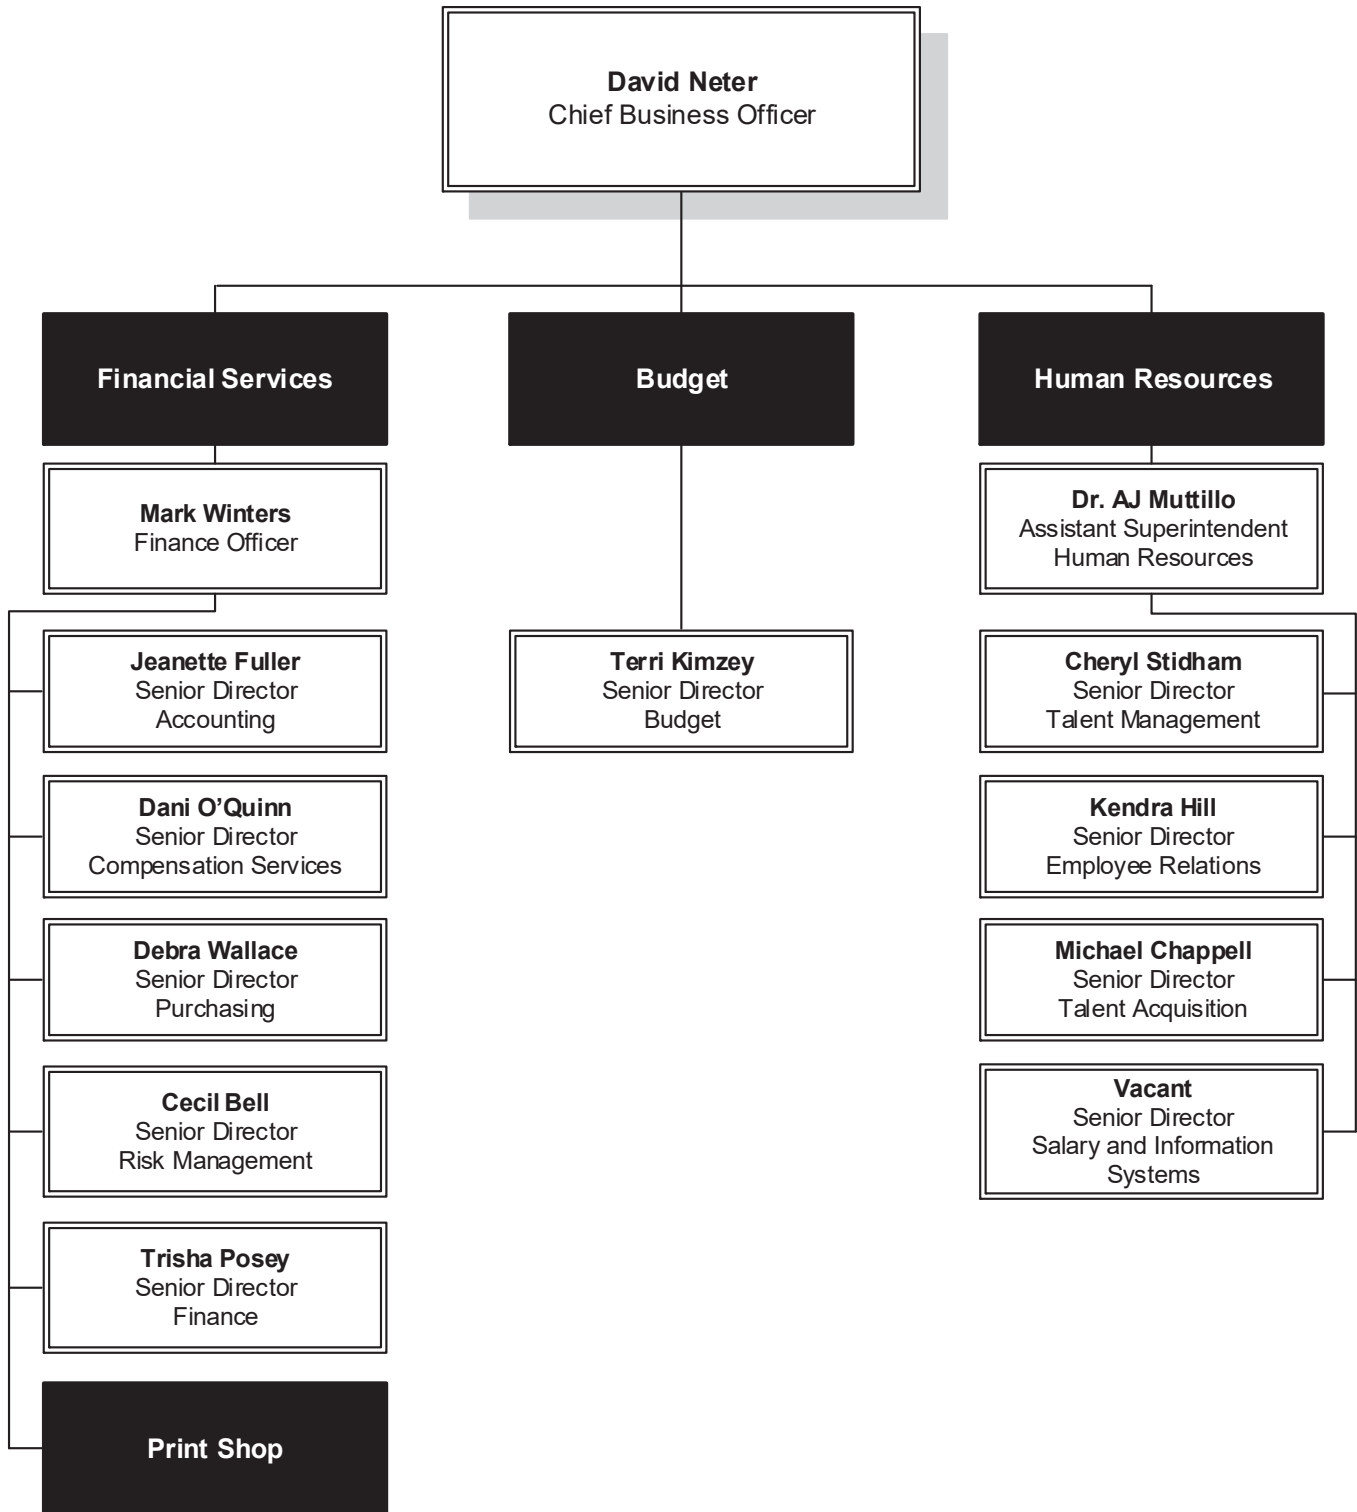 David Neter
Chief Business Officer
Financial Services
Budget
Human Resources
Mark Winters
Finance Officer
Dr. AJ Muttillo
Assistant Superintendent
Human Resources
Jeanette Fuller
Senior Director
Accounting
Terri Kimzey
Senior Director
Budget
Cheryl Stidham
Senior Director
Talent Management
Dani O’Quinn
Senior Director
Compensation Services
Kendra Hill
Senior Director
Employee Relations
Debra Wallace
Senior Director
Purchasing
Michael Chappell
Senior Director
Talent Acquisition
Cecil Bell
Senior Director
Risk Management
Vacant
Senior Director
Salary and Information
Systems
Trisha Posey
Senior Director
Finance
Print Shop